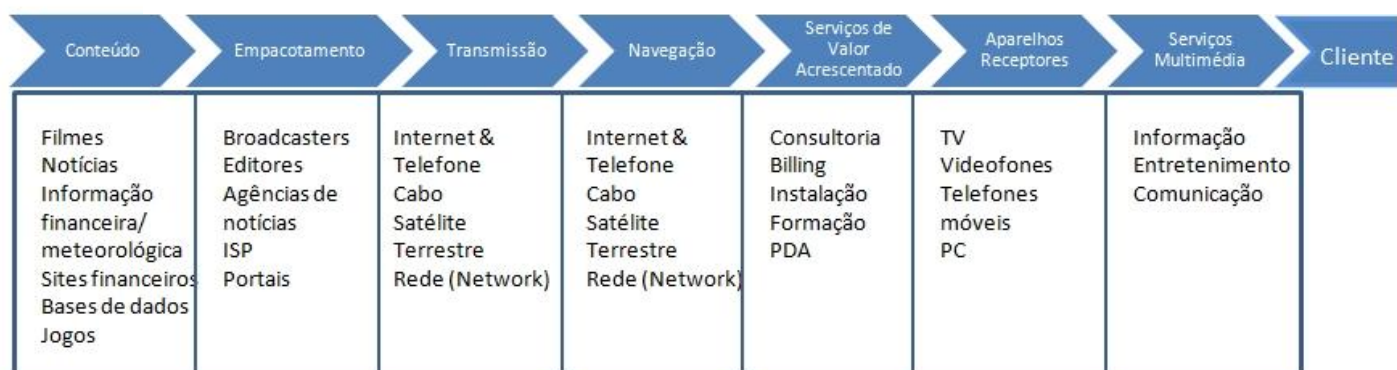 Conteúdo
Empacotamento
Transmissão
Navegação
Serviços de
Valor
Acrescentado
Aparelhos
Receptores
Serviços
Multimédia
Cliente
Filmes
Notícias
Informação
financeira/
meteorológica
Sites financeiros
Bases de dados
Jogos
Broadcasters
Editores
Agências de
notícias
ISP
Portais
Internet &
Telefone
Cabo
Satélite
Terrestre
Rede (Network)
Internet &
Telefone
Cabo
Satélite
Terrestre
Rede (Network)
Consultoria
Billing
Instalação
Formação
PDA
TV
Videofones
Telefones
móveis
PC
Informação
Entretenimento
Comunicação